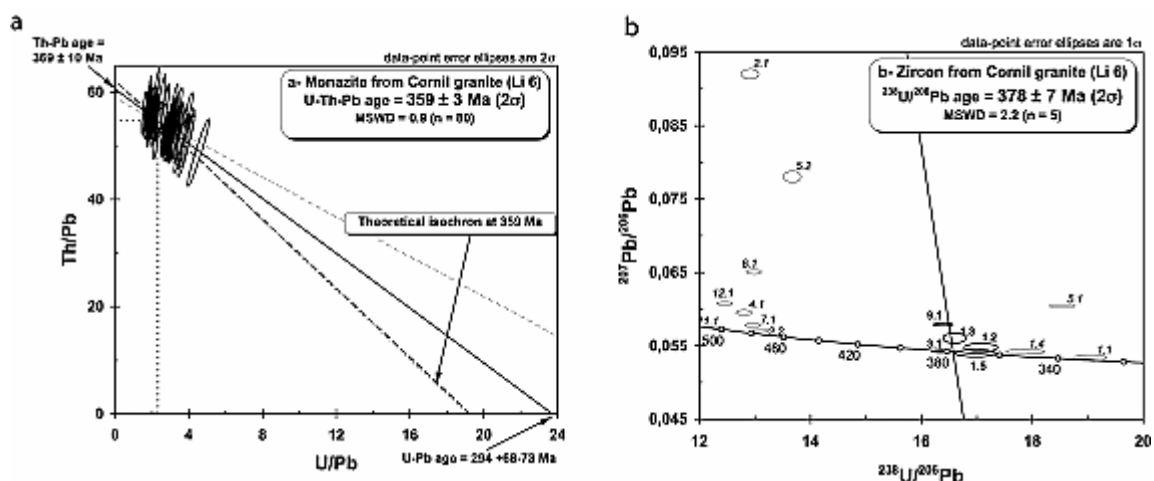 a
Th-Pb age =
359 ± 10 Ma
data-point error ellipses are 2σ
a- Monazite from Cornil granite (Li 6)
U-Th-Pb age = 359 ± 3 Ma (2σ)
MSWD = 0.9 (n = 80)
Theoretical isochron at 359 Ma
Th/Pb
60
40
20
0
0 4 8 12 16 20 24
U/Pb
U-Pb age = 294 +68-73 Ma
b
data-point error ellipses are 1σ
b- Zircon from Cornil granite (Li 6)
238U/206Pb age = 378 ± 7 Ma (2σ)
MSWD = 2.2 (n = 5)
207Pb/206Pb
0,095
0,085
0,075
0,065
0,055
0,045
2.1
5.2
12.1
4.1
7.1
11.1
9.1
1.3
1.2
1.4
3.1
1.5
1.1
500
460
420
380
340
12 14 16 18 20
238U/206Pb